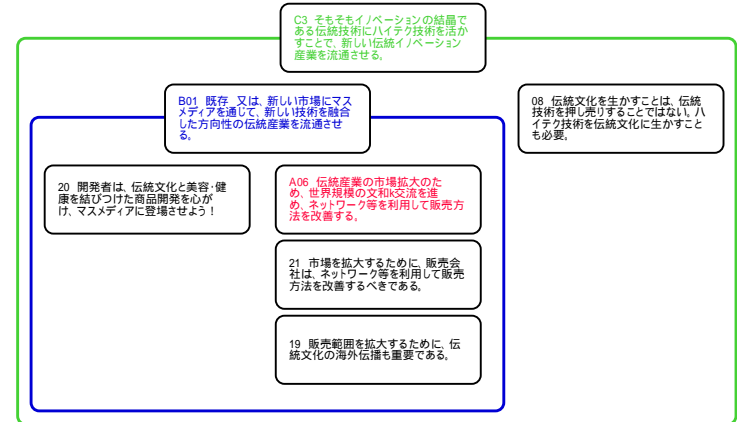 C3 そもそもイノベーションの結晶で
ある伝統技術にハイテク技術を活か
すことで、新しい伝統イノベーション
産業を流通させる。
B01 既存 又は、新しい市場にマス
メディアを通じて、新しい技術を融合
した方向性の伝統産業を流通させ
る。
08 伝統文化を生かすことは、伝統
技術を押し売りすることではない。ハ
イテク技術を伝統文化に生かすこと
も必要。
20 開発者は、伝統文化と美容・健
康を結びつけた商品開発を心が
け、マスメディアに登場させよう！
A06 伝統産業の市場拡大のた
め、世界規模の文和k交流を進
め、ネットワーク等を利用して販売方
法を改善する。
21 市場を拡大するために、販売会
社は、ネットワーク等を利用して販売
方法を改善するべきである。
19 販売範囲を拡大するために、伝
統文化の海外伝播も重要である。